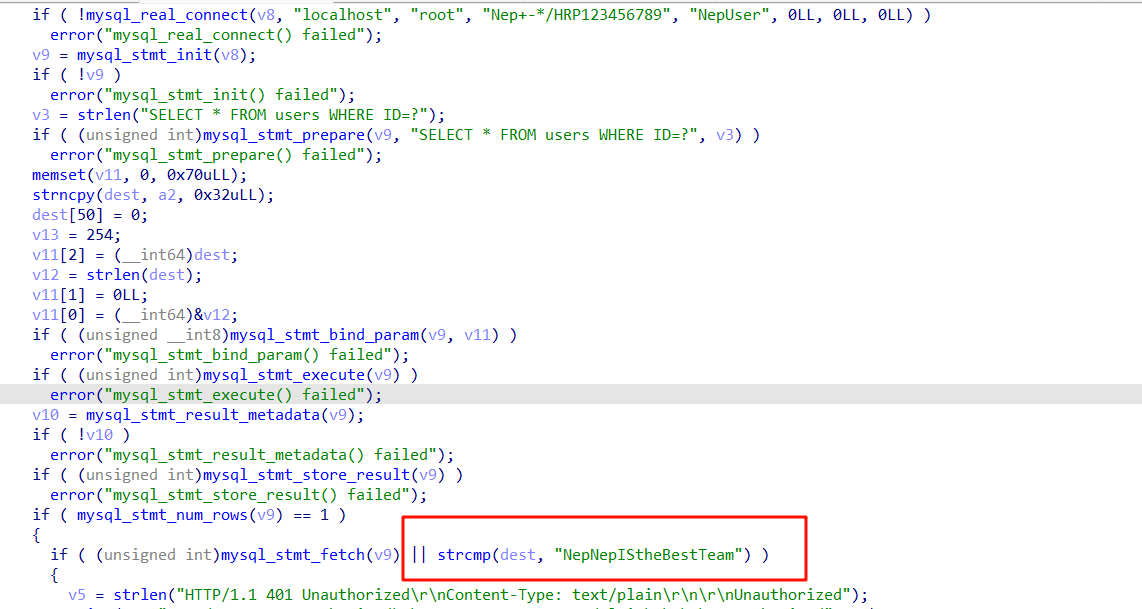 if ( !mysql_real_connect(v8, "localhost", "root", "Nep+-*/HRP123456789", "NepUser", 0LL, 0LL, 0LL) )
error("mysql_real_connect() failed");
v9 = mysql_stmt_init(v8);
if ( !v9 )
error("mysql_stmt_init() failed");
v3 = strlen("SELECT * FROM users WHERE ID=?");
if ( (unsigned int)mysql_stmt_prepare(v9, "SELECT * FROM users WHERE ID=?", v3) )
error("mysql_stmt_prepare() failed");
memset(v11, 0, 0x70uLL);
strncpy(dest, a2, 0x32uLL);
dest[50] = 0;
v13 = 254;
v11[2] = (__int64)dest;
v12 = strlen(dest);
v11[1] = 0LL;
v11[0] = (__int64)&v12;
if ( (unsigned __int8)mysql_stmt_bind_param(v9, v11) )
error("mysql_stmt_bind_param() failed");
if ( (unsigned int)mysql_stmt_execute(v9) )
error("mysql_stmt_execute() failed");
v10 = mysql_stmt_result_metadata(v9);
if ( !v10 )
error("mysql_stmt_result_metadata() failed");
if ( (unsigned int)mysql_stmt_store_result(v9) )
error("mysql_stmt_store_result() failed");
if ( mysql_stmt_num_rows(v9) == 1 )
{
if ( (unsigned int)mysql_stmt_fetch(v9) || strcmp(dest, "NepNepIStheBestTeam") )
{
v5 = strlen("HTTP/1.1 401 Unauthorized\r\nContent-Type: text/plain\r\n\r\nUnauthorized");